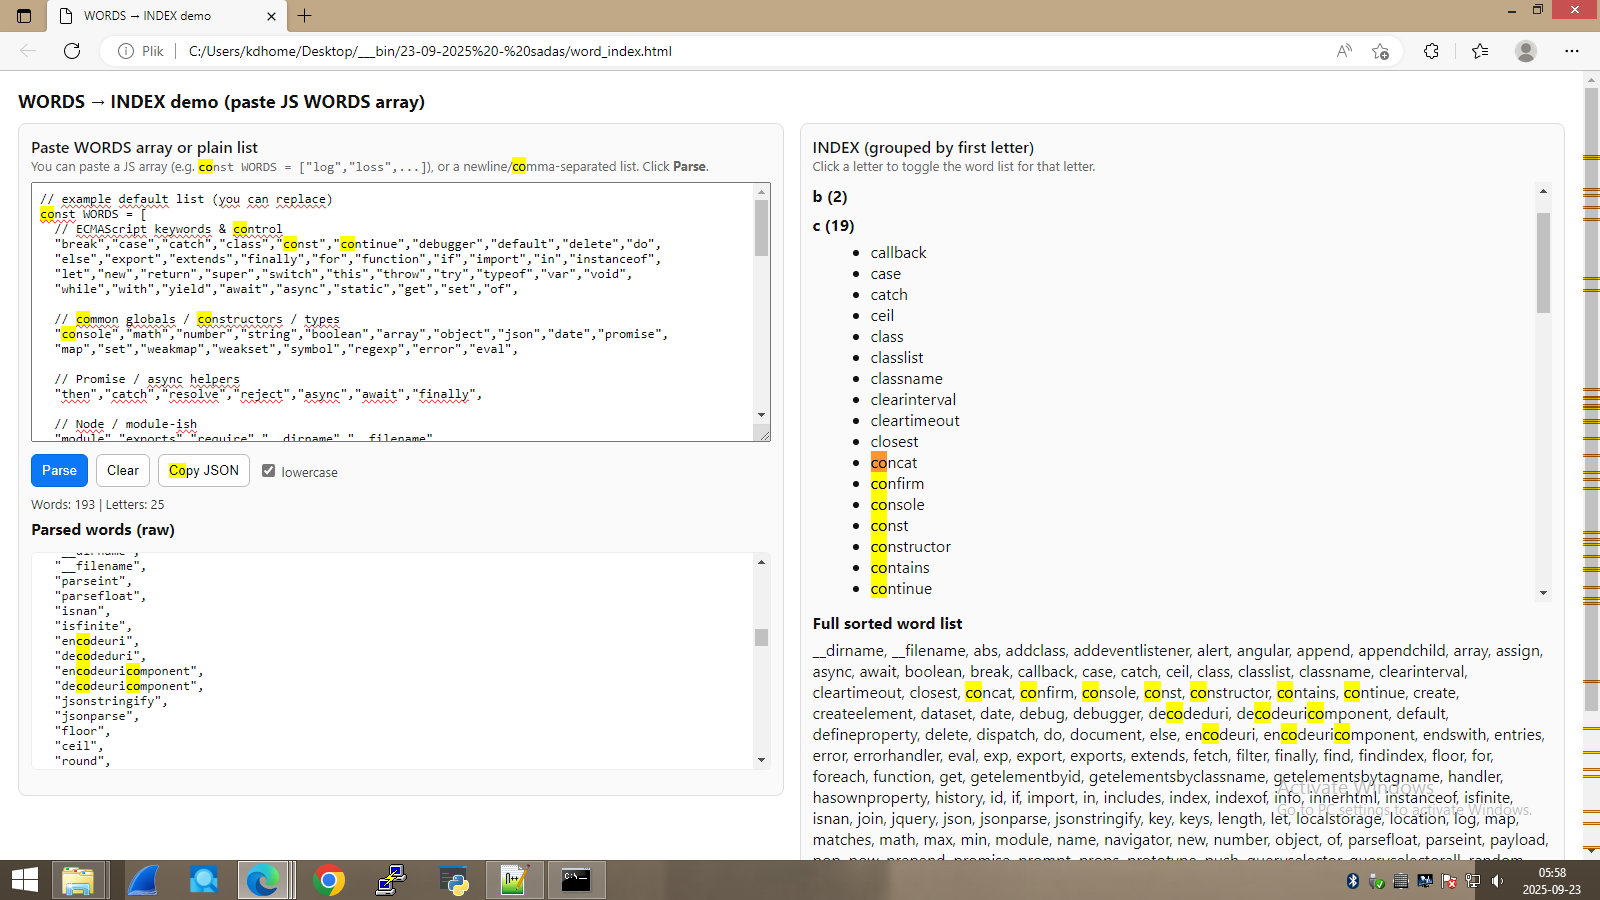 WORDS → INDEX demo
Plik
C:/Users/kdhome/Desktop/___bin/23-09-2025%20-%20sadas/word_index.html
WORDS → INDEX demo (paste JS WORDS array)
Paste WORDS array or plain list
You can paste a JS array (e.g. const WORDS = ["log","loss",...]), or a newline/comma-separated list. Click Parse.
// example default list (you can replace)
const WORDS = [
// ECMAScript keywords & control
"break","case","catch","class","const","continue","debugger","default","delete","do",
"else","export","extends","finally","for","function","if","import","in","instanceof",
"let","new","return","super","switch","this","throw","try","typeof","var","void",
"while","with","yield","await","async","static","get","set","of",
// common globals / constructors / types
"console","math","number","string","boolean","array","object","json","date","promise",
"map","set","weakmap","weakset","symbol","regexp","error","eval",
// Promise / async helpers
"then","catch","resolve","reject","async","await","finally",
// Node / module-ish
"module","exports","require","__dirname","__filename",
Parse
Clear
Copy JSON
lowercase
Words: 193 | Letters: 25
Parsed words (raw)
"__dirname",
"__filename",
"parseint",
"parsefloat",
"isnan",
"isfinite",
"encodeuri",
"decodeduri",
"encodeuricomponent",
"decodeuricomponent",
"jsonstringify",
"jsonparse",
"floor",
"ceil",
"round",
INDEX (grouped by first letter)
Click a letter to toggle the word list for that letter.
b (2)
c (19)
callback
case
catch
ceil
class
classlist
classname
clearinterval
cleartimeout
closest
concat
confirm
console
const
constructor
contains
continue
Full sorted word list
__dirname, __filename, abs, addclass, addeventlistener, alert, angular, append, appendchild, array, assign,
async, await, boolean, break, callback, case, catch, ceil, class, classlist, classname, clearinterval,
cleartimeout, closest, concat, confirm, console, const, constructor, contains, continue, create,
createelement, dataset, date, debug, debugger, decodeduri, decodeuricomponent, default,
defineproperty, delete, dispatch, do, document, else, encodeuri, encodeuricomponent, endswith, entries,
error, errorhandler, eval, exp, export, exports, extends, fetch, filter, finally, find, findindex, floor, for,
foreach, function, get, getelementbyid, getelementsbyclassname, getelementsbytagname, handler,
hasownproperty, history, id, if, import, in, includes, index, indexof, info, innerhtml, instanceof, isfinite,
isnan, join, jquery, json, jsonparse, jsonstringify, key, keys, length, let, localstorage, location, log, map,
matches, math, max, min, module, name, navigator, new, number, object, of, parsefloat, parseint, payload,
pop, now, prepend, promise, prompt, props, prototype, push, queryselector, queryselectorall, random,
Activate Windows
Go to PC settings to activate Windows.
05:58
2025-09-23